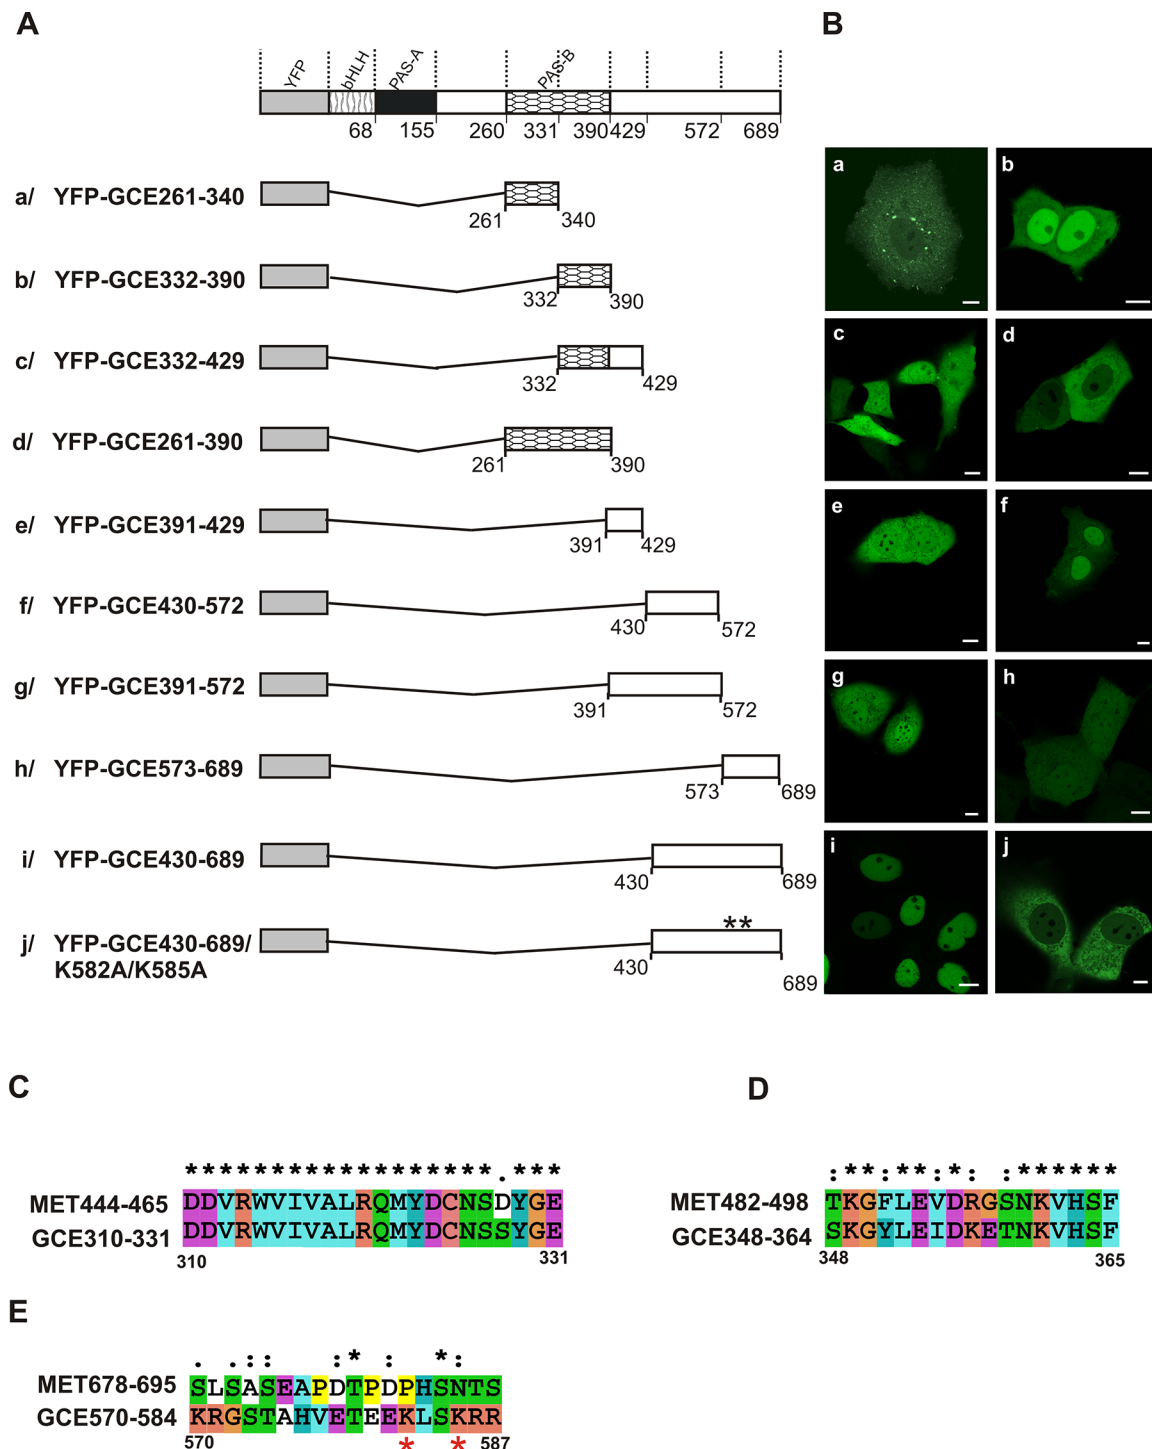 A
B
YFP bHLH PAS-A PAS-B
68 155 260 331 390 429 572 689
a/ YFP-GCE261-340
261 340
b/ YFP-GCE332-390
332 390
c/ YFP-GCE332-429
332 429
d/ YFP-GCE261-390
261 390
e/ YFP-GCE391-429
391 429
f/ YFP-GCE430-572
430 572
g/ YFP-GCE391-572
391 572
h/ YFP-GCE573-689
573 689
i/ YFP-GCE430-689
430 689
**
j/ YFP-GCE430-689/
K582A/K585A
430 689
a b
c d
e f
g h
i j
C
******************.***
MET444-465 DDVRWVIVALRQMYDCNSDYGE
GCE310-331 DDVRWVIVALRQMYDCNSSYGE
310 331
D
:**:**:*: :******
MET482-498 TKGFLEVDRGSNKVHSF
GCE348-364 SKGYLEIDKETNKVHSF
348 365
E
. .:: :* : *:
MET678-695 SLSASEAPDTPDPHSNTS
GCE570-584 KRGSTAHVETEEKLSKRR
570 * * 587